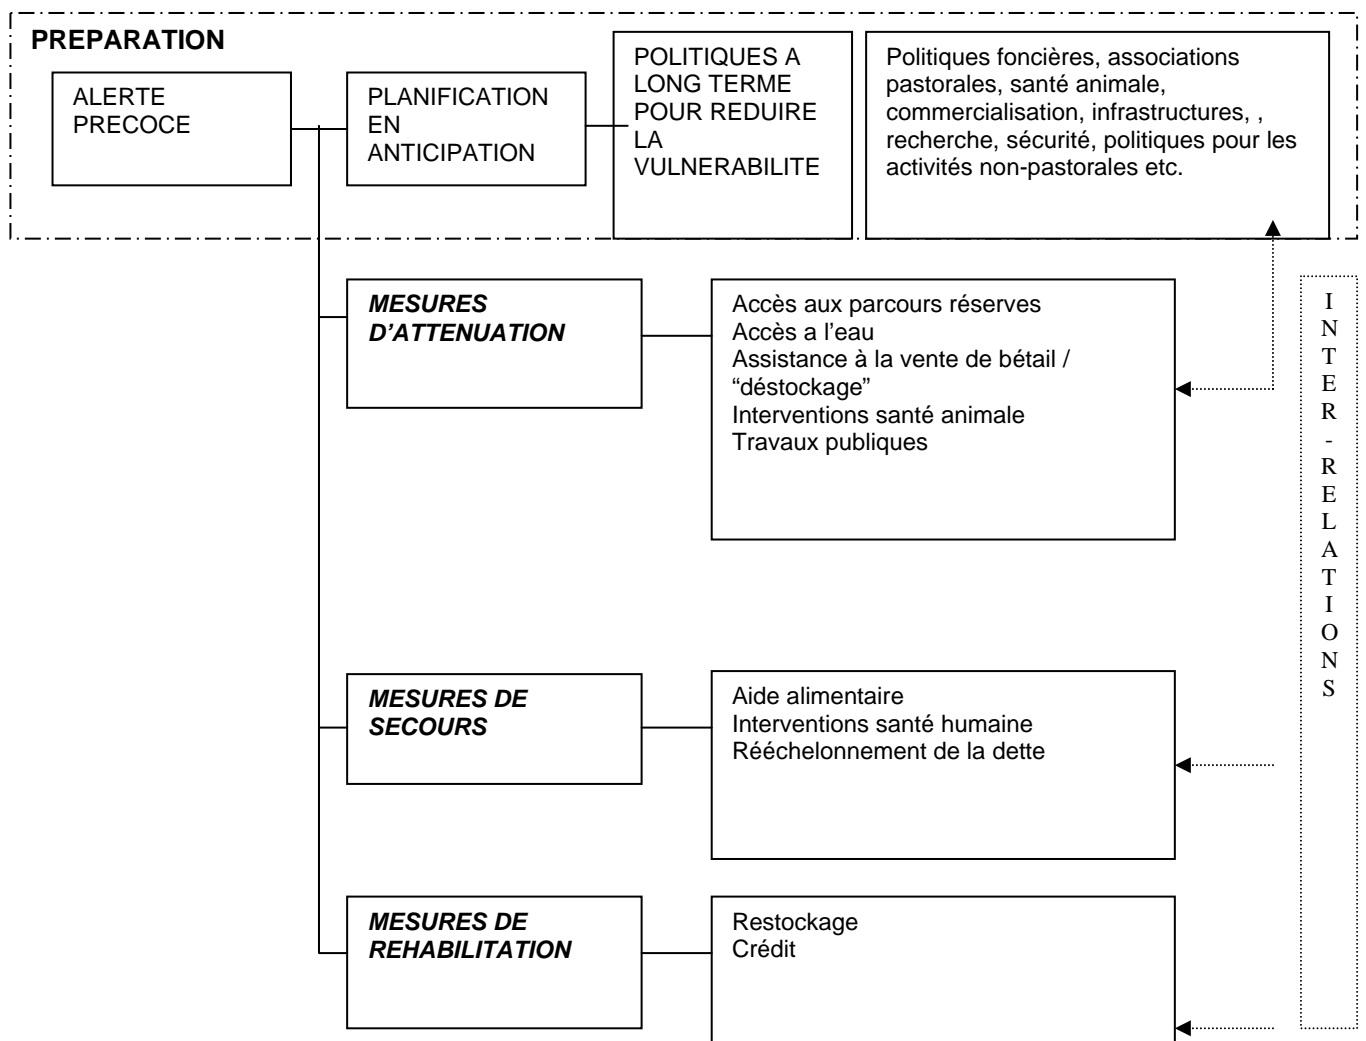 PREPARATION
ALERTE
PRECOCE
PLANIFICATION
EN
ANTICIPATION
POLITIQUES A
LONG TERME
POUR REDUIRE
LA
VULNERABILITE
Politiques foncières, associations
pastorales, santé animale,
commercialisation, infrastructures, ,
recherche, sécurité, politiques pour les
activités non-pastorales etc.
MESURES
D’ATTENUATION
Accès aux parcours réserves
Accès a l’eau
Assistance à la vente de bétail /
“déstockage”
Interventions santé animale
Travaux publiques
MESURES DE
SECOURS
Aide alimentaire
Interventions santé humaine
Rééchelonnement de la dette
MESURES DE
REHABILITATION
Restockage
Crédit
I
N
T
E
R
-
R
E
L
A
T
I
O
N
S